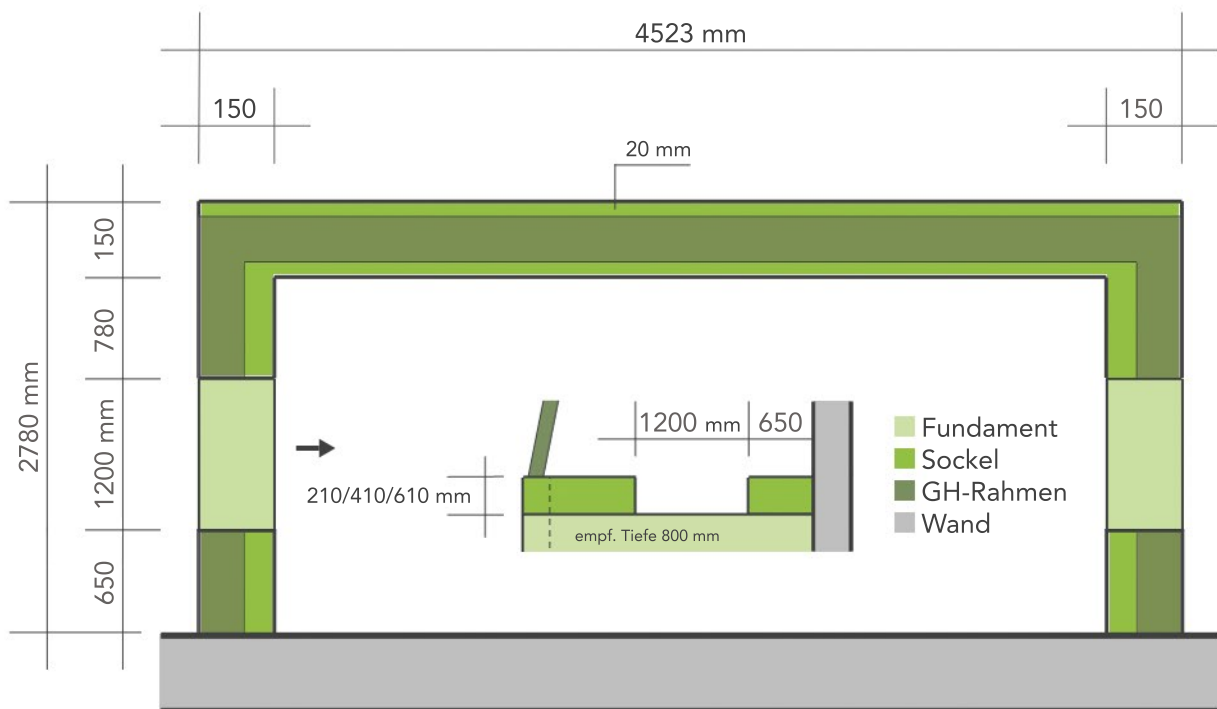 4523 mm
150
150
20 mm
150
780
1200 mm
650
2780 mm
1200 mm
650
210/410/610 mm
empf. Tiefe 800 mm
Fundament
Sockel
GH-Rahmen
Wand